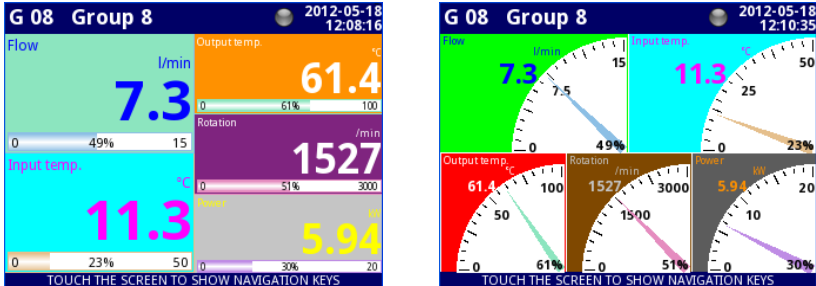 G 08 Group 8 2012-05-18
12:08:16
Flow
l/min
7.3
0 49% 15
Input temp.
°C
11.3
0 23% 50
Output temp.
°C
61.4
0 61% 100
Rotation
/min
1527
0 51% 3000
Power
kW
5.94
0 30% 20
TOUCH THE SCREEN TO SHOW NAVIGATION KEYS
G 08 Group 8 2012-05-18
12:10:35
Flow
l/min
7.3
15
7.5
0 49%
Input temp.
°C
11.3
50
25
0 23%
Output temp.
°C
61.4
100
50
0 61%
Rotation
/min
1527
3000
1500
0 51%
Power
kW
5.94
20
10
0 30%
TOUCH THE SCREEN TO SHOW NAVIGATION KEYS